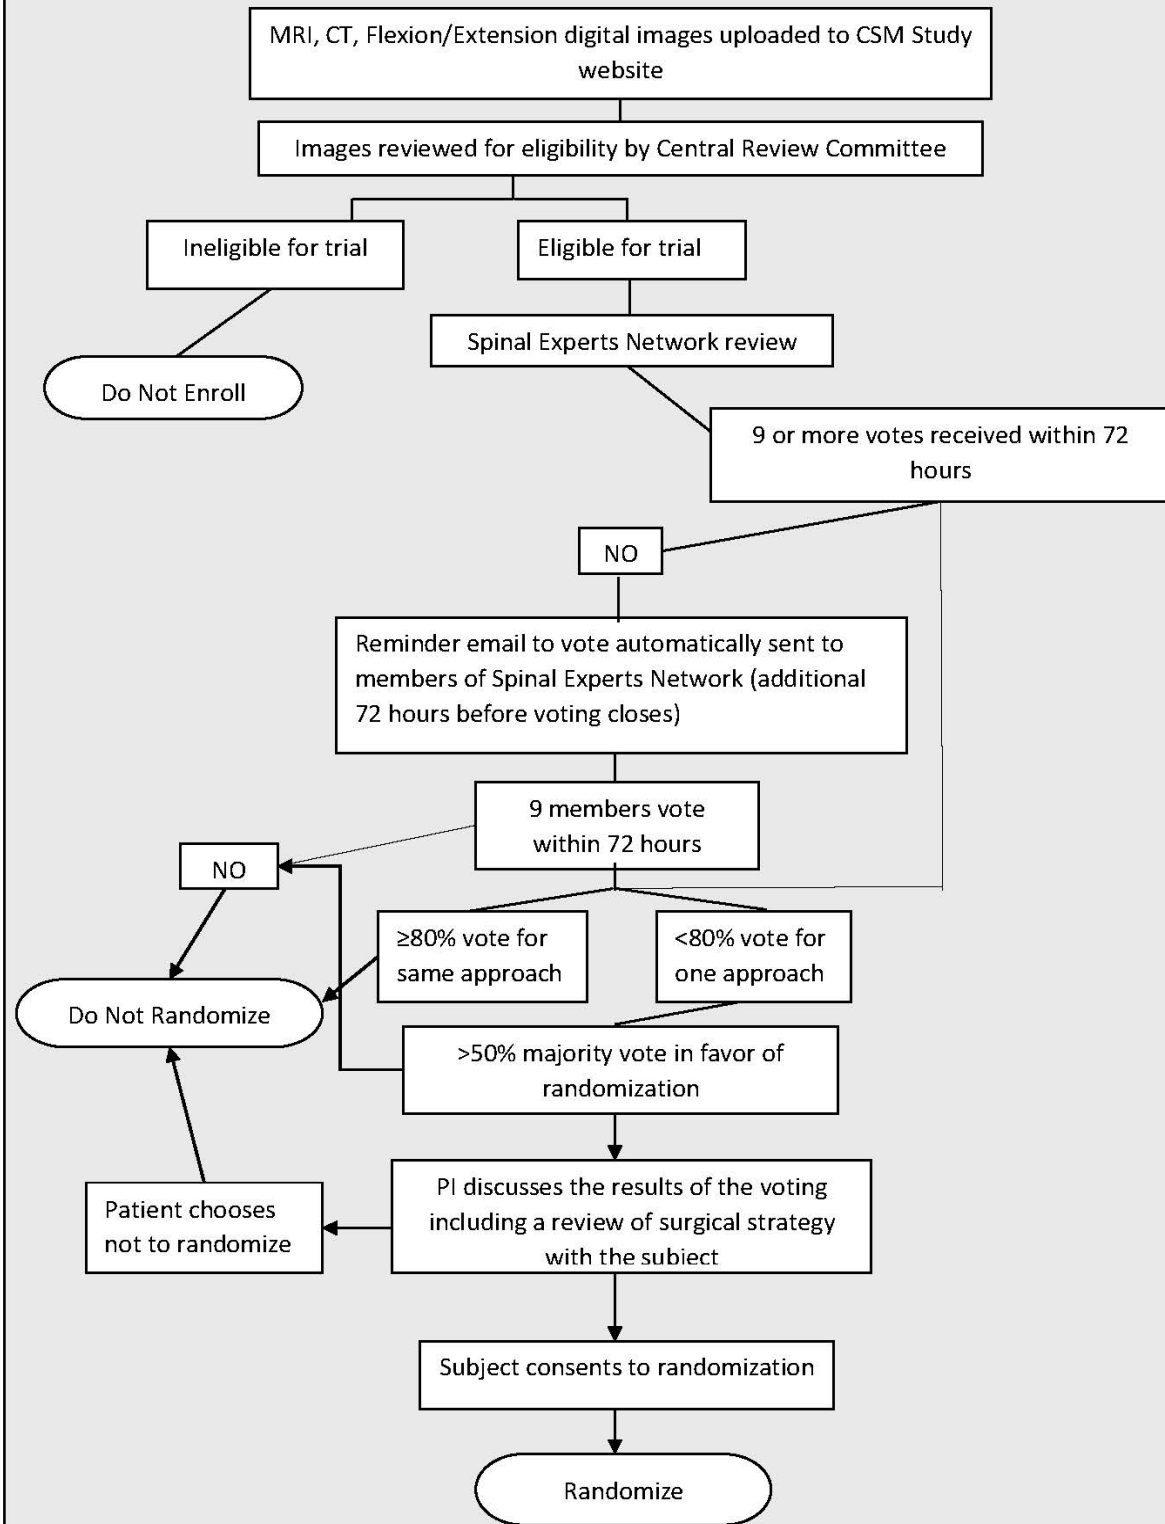 MRI, CT, Flexion/Extension digital images uploaded to CSM Study
website
Images reviewed for eligibility by Central Review Committee
Ineligible for trial
Eligible for trial
Spinal Experts Network review
Do Not Enroll
9 or more votes received within 72
hours
NO
Reminder email to vote automatically sent to
members of Spinal Experts Network (additional
72 hours before voting closes)
9 members vote
within 72 hours
NO
≥80% vote for
same approach
<80% vote for
one approach
Do Not Randomize
>50% majority vote in favor of
randomization
PI discusses the results of the voting
including a review of surgical strategy
with the subject
Patient chooses
not to randomize
Subject consents to randomization
Randomize